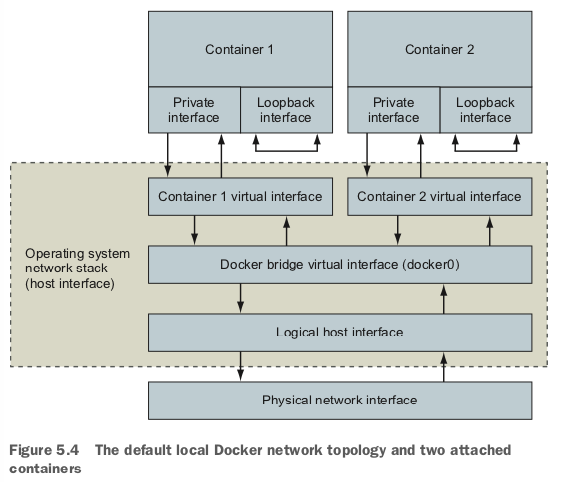 Container 1
Container 2
Private
interface
Loopback
interface
Private
interface
Loopback
interface
Container 1 virtual interface
Container 2 virtual interface
Operating system
network stack
(host interface)
Docker bridge virtual interface (docker0)
Logical host interface
Physical network interface
Figure 5.4 The default local Docker network topology and two attached
containers